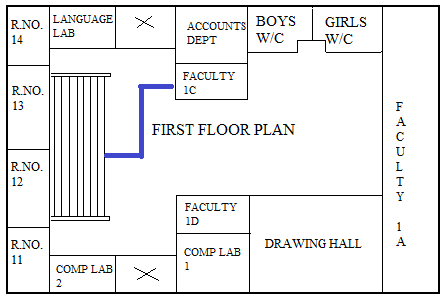 R.NO.
14
LANGUAGE
LAB
ACCOUNTS
DEPT
BOYS
W/C
GIRLS
W/C
R.NO.
13
FACULTY
1C
FIRST FLOOR PLAN
F
A
C
U
L
T
Y
1
A
R.NO.
12
FACULTY
1D
R.NO.
11
COMP LAB
2
COMP LAB
1
DRAWING HALL